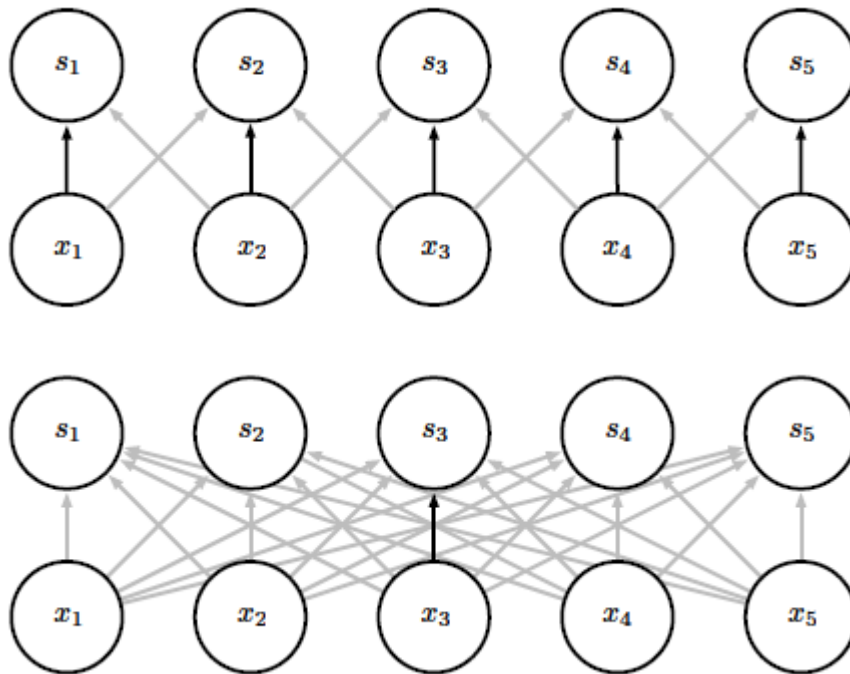 s₁ s₂ s₃ s₄ s₅
x₁ x₂ x₃ x₄ x₅
s₁ s₂ s₃ s₄ s₅
x₁ x₂ x₃ x₄ x₅